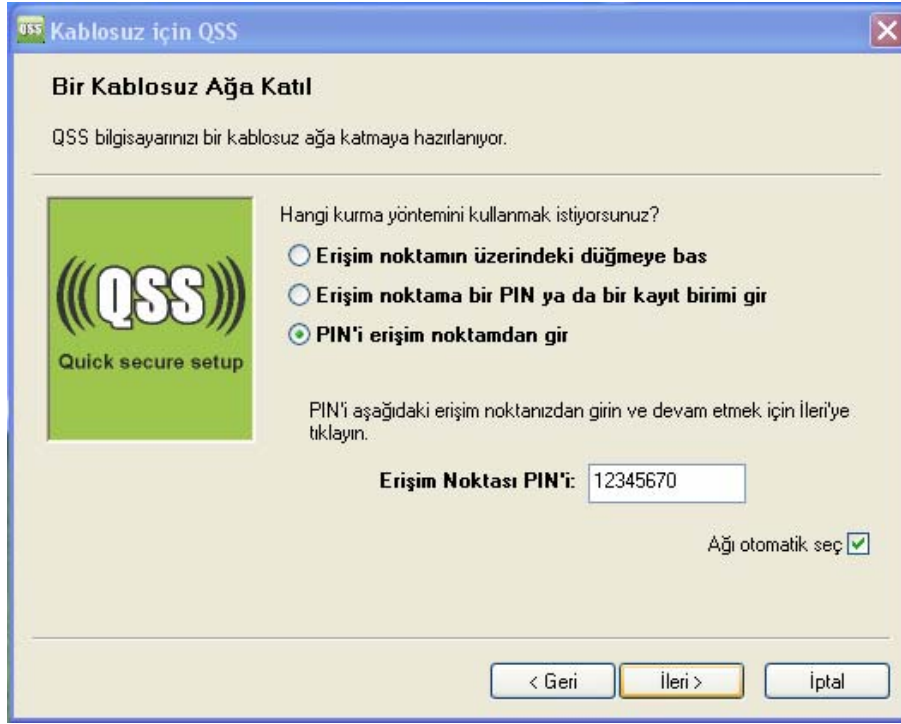 QSS Kablosuz için QSS
Bir Kablosuz Ağa Katıl
QSS bilgisayarınızı bir kablosuz ağa katmaya hazırlanıyor.
Hangi kurma yöntemini kullanmak istiyorsunuz?
Erişim noktamın üzerindeki düğmeye bas
Erişim noktama bir PIN ya da bir kayıt birimi gir
PIN'i erişim noktamdan gir
QSS
Quick secure setup
PIN'i aşağıdaki erişim noktanızdan girin ve devam etmek için İleri'ye
tıklayın.
Erişim Noktası PIN'i: 12345670
Ağı otomatik seç
< Geri İleri > İptal